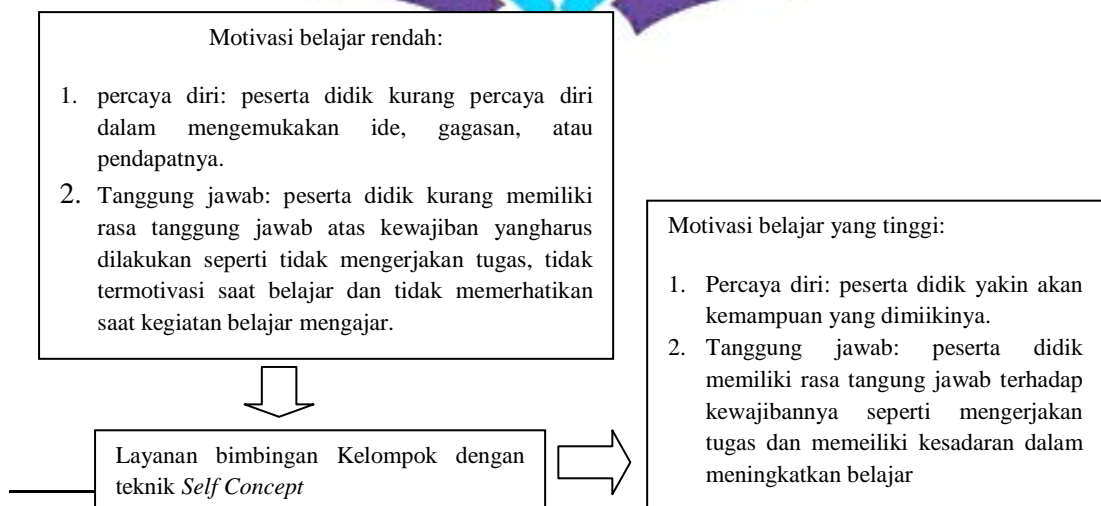 Motivasi belajar rendah:
1. percaya diri: peserta didik kurang percaya diri
dalam mengemukakan ide, gagasan, atau
pendapatnya.
2. Tanggung jawab: peserta didik kurang memiliki
rasa tanggung jawab atas kewajiban yangharus
dilakukan seperti tidak mengerjakan tugas, tidak
termotivasi saat belajar dan tidak memerhatikan
saat kegiatan belajar mengajar.
Layanan bimbingan Kelompok dengan
teknik Self Concept
Motivasi belajar yang tinggi:
1. Percaya diri: peserta didik yakin akan
kemampuan yang dimiikinya.
2. Tanggung jawab: peserta didik
memiliki rasa tangung jawab terhadap
kewajibannya seperti mengerjakan
tugas dan memeiliki kesadaran dalam
meningkatkan belajar